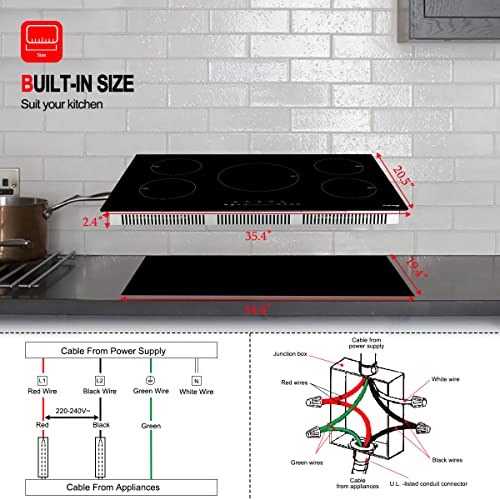 Size
BUILT-IN SIZE
Suit your kitchen
20.5"
2.4"
35.4"
19.4"
34.4"
Cable From Power Supply
L1
L2
N
Red Wire
Black Wire
Green Wire
White Wire
220-240V~
Red
Black
Green
Cable From Appliances
Cable from
power supply
Junction box
Red wires
White wire
Green wires
Black wires
Cable
from appliances
U.L. -listed conduit connector